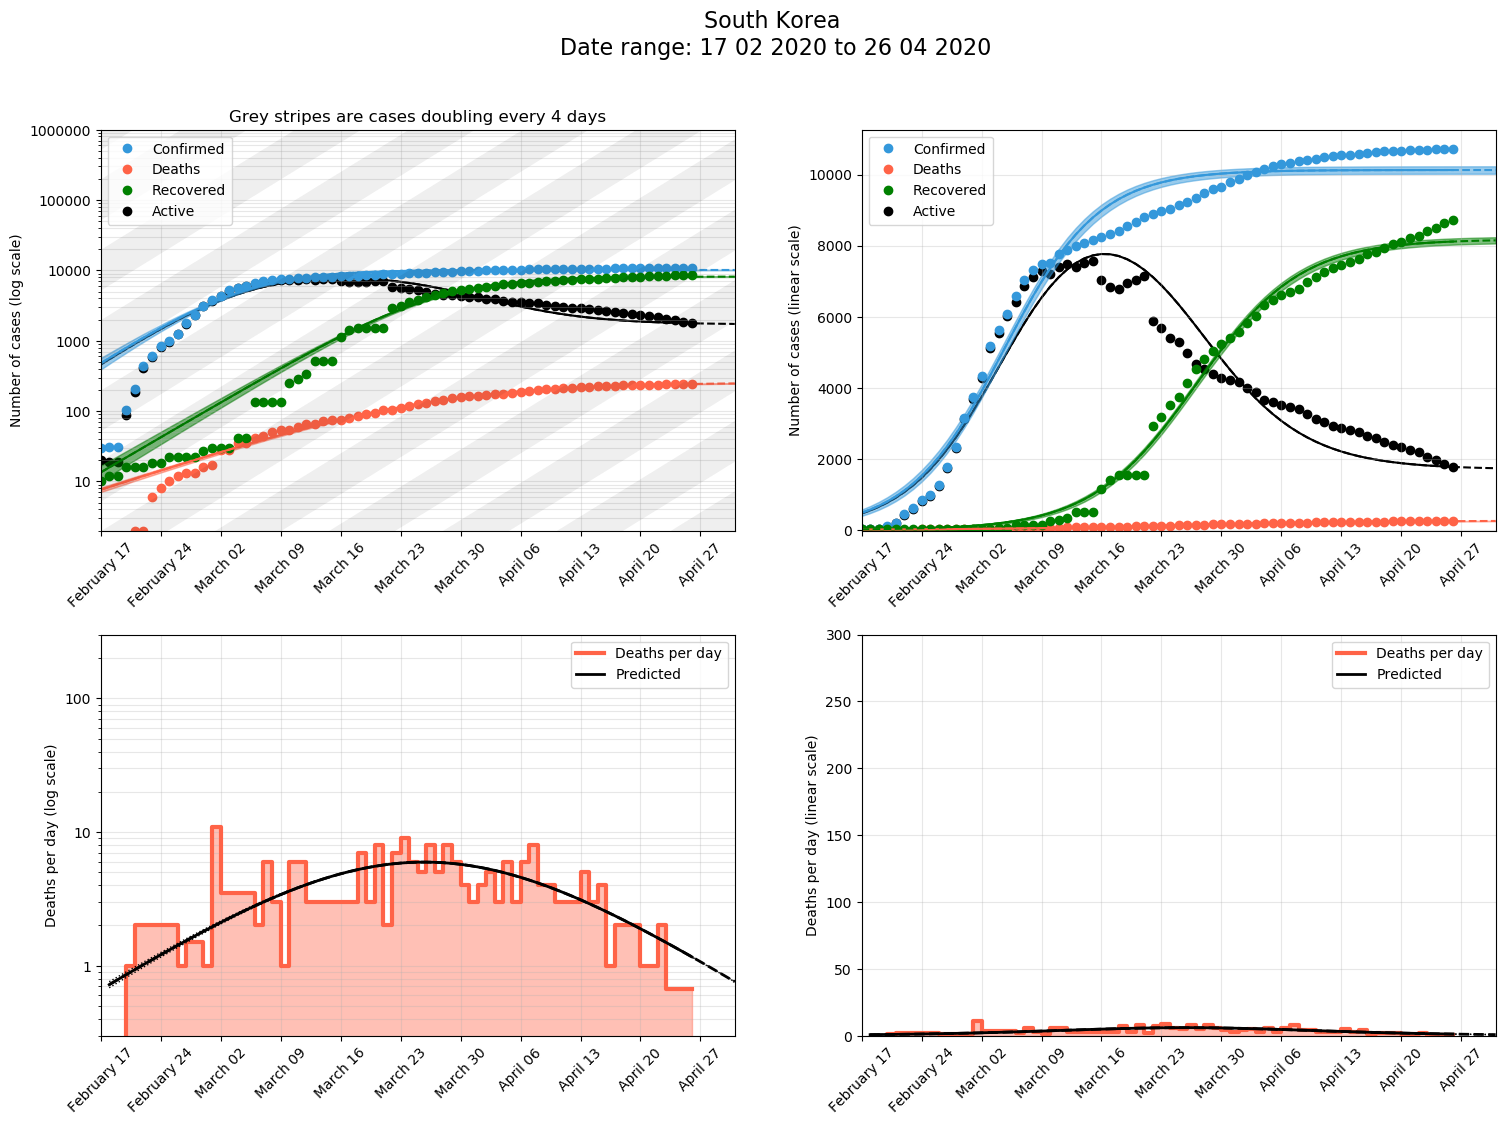 South Korea
Date range: 17 02 2020 to 26 04 2020
Grey stripes are cases doubling every 4 days
Number of cases (log scale)
1000000
100000
10000
1000
100
10
Confirmed
Deaths
Recovered
Active
February 17
February 24
March 02
March 09
March 16
March 23
March 30
April 06
April 13
April 20
April 27
Number of cases (linear scale)
10000
8000
6000
4000
2000
0
Confirmed
Deaths
Recovered
Active
February 17
February 24
March 02
March 09
March 16
March 23
March 30
April 06
April 13
April 20
April 27
Deaths per day (log scale)
100
10
1
Deaths per day
Predicted
February 17
February 24
March 02
March 09
March 16
March 23
March 30
April 06
April 13
April 20
April 27
Deaths per day (linear scale)
300
250
200
150
100
50
0
Deaths per day
Predicted
February 17
February 24
March 02
March 09
March 16
March 23
March 30
April 06
April 13
April 20
April 27